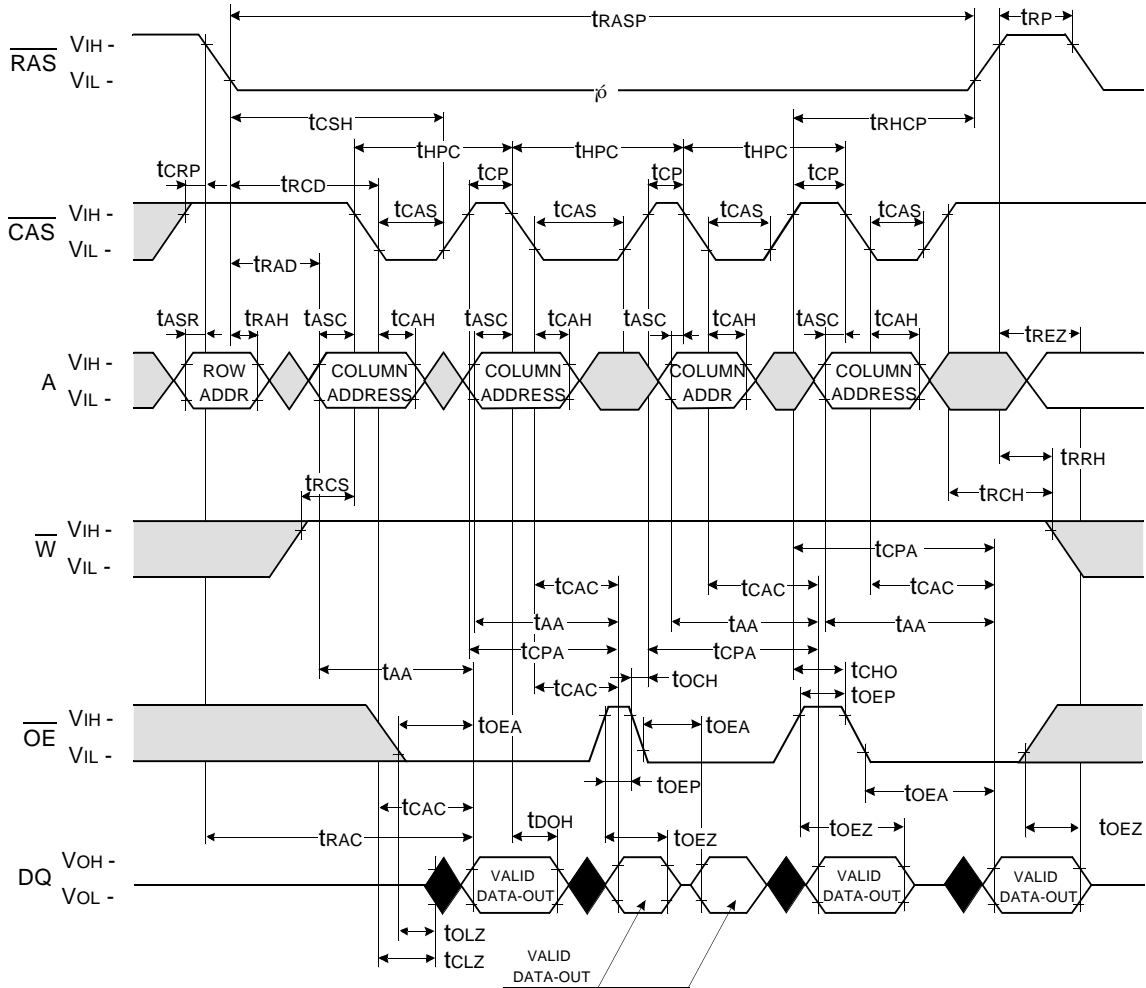 tRASP tRP
RAS VIH -
VIL -
ȷó
tCSH tRHCP
tHPC tHPC tHPC
tCRP tRCD tCP tCP tCP
CAS VIH -
VIL -
tCAS tCAS tCAS tCAS
tRAD
tASR tRAH tASC tCAH tASC tCAH tASC tCAH tASC tCAH tREZ
A VIH -
VIL -
ROW ADDR
COLUMN ADDRESS
COLUMN ADDRESS
COLUMN ADDR
COLUMN ADDRESS
tRRH
tRCS tRCH
W VIH -
VIL -
tCPA
tCAC tCAC tCAC
tAA tAA tAA
tCPA tCPA
tAA tCHO
tCAC tOCH tOEP
OE VIH -
VIL -
tOEA tOEA
tOEP
tOEA
tCAC
tDOH
tRAC tOEZ tOEZ tOEZ
DQ VOH -
VOL -
VALID DATA-OUT
VALID DATA-OUT
VALID DATA-OUT
tOLZ
tCLZ
VALID
DATA-OUT